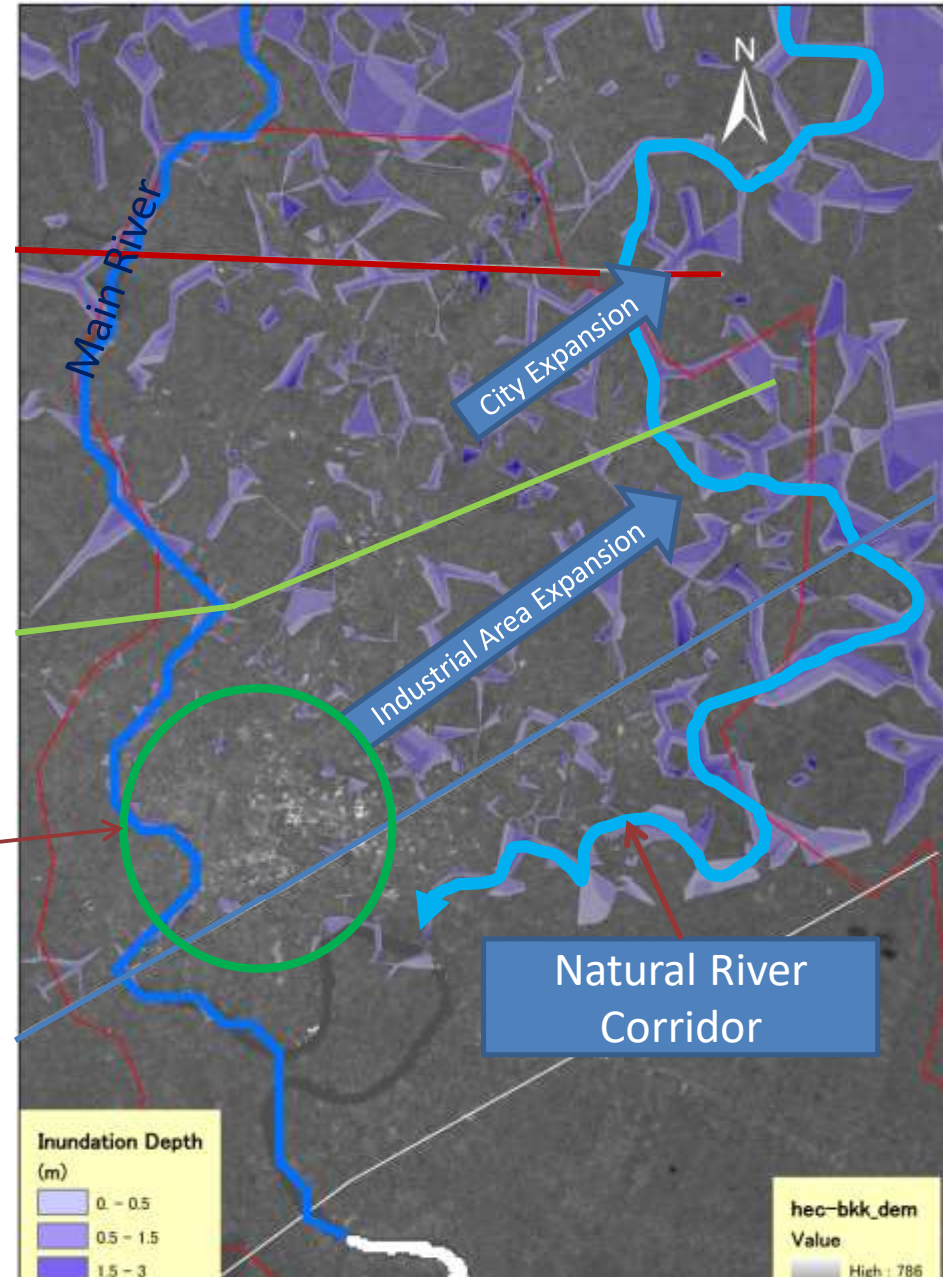 N
Main River
City Expansion
Industrial Area Expansion
Natural River
Corridor
Inundation Depth
(m)
0. - 0.5
0.5 - 1.5
1.5 - 3
hec-bkk_dem
Value
High : 786